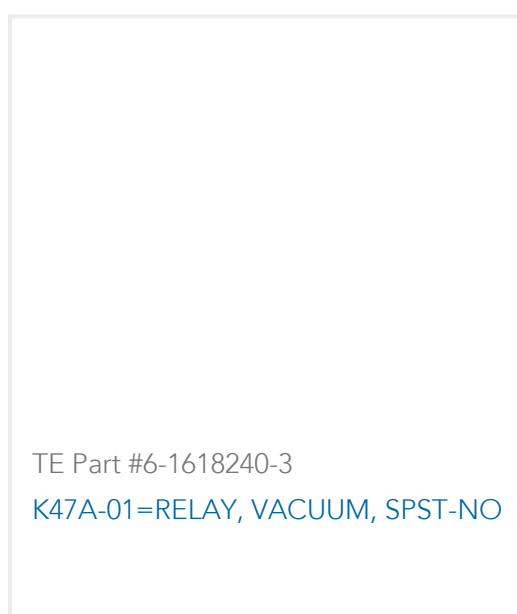 TE Part #6-1618240-3
K47A-01=RELAY, VACUUM, SPST-NO